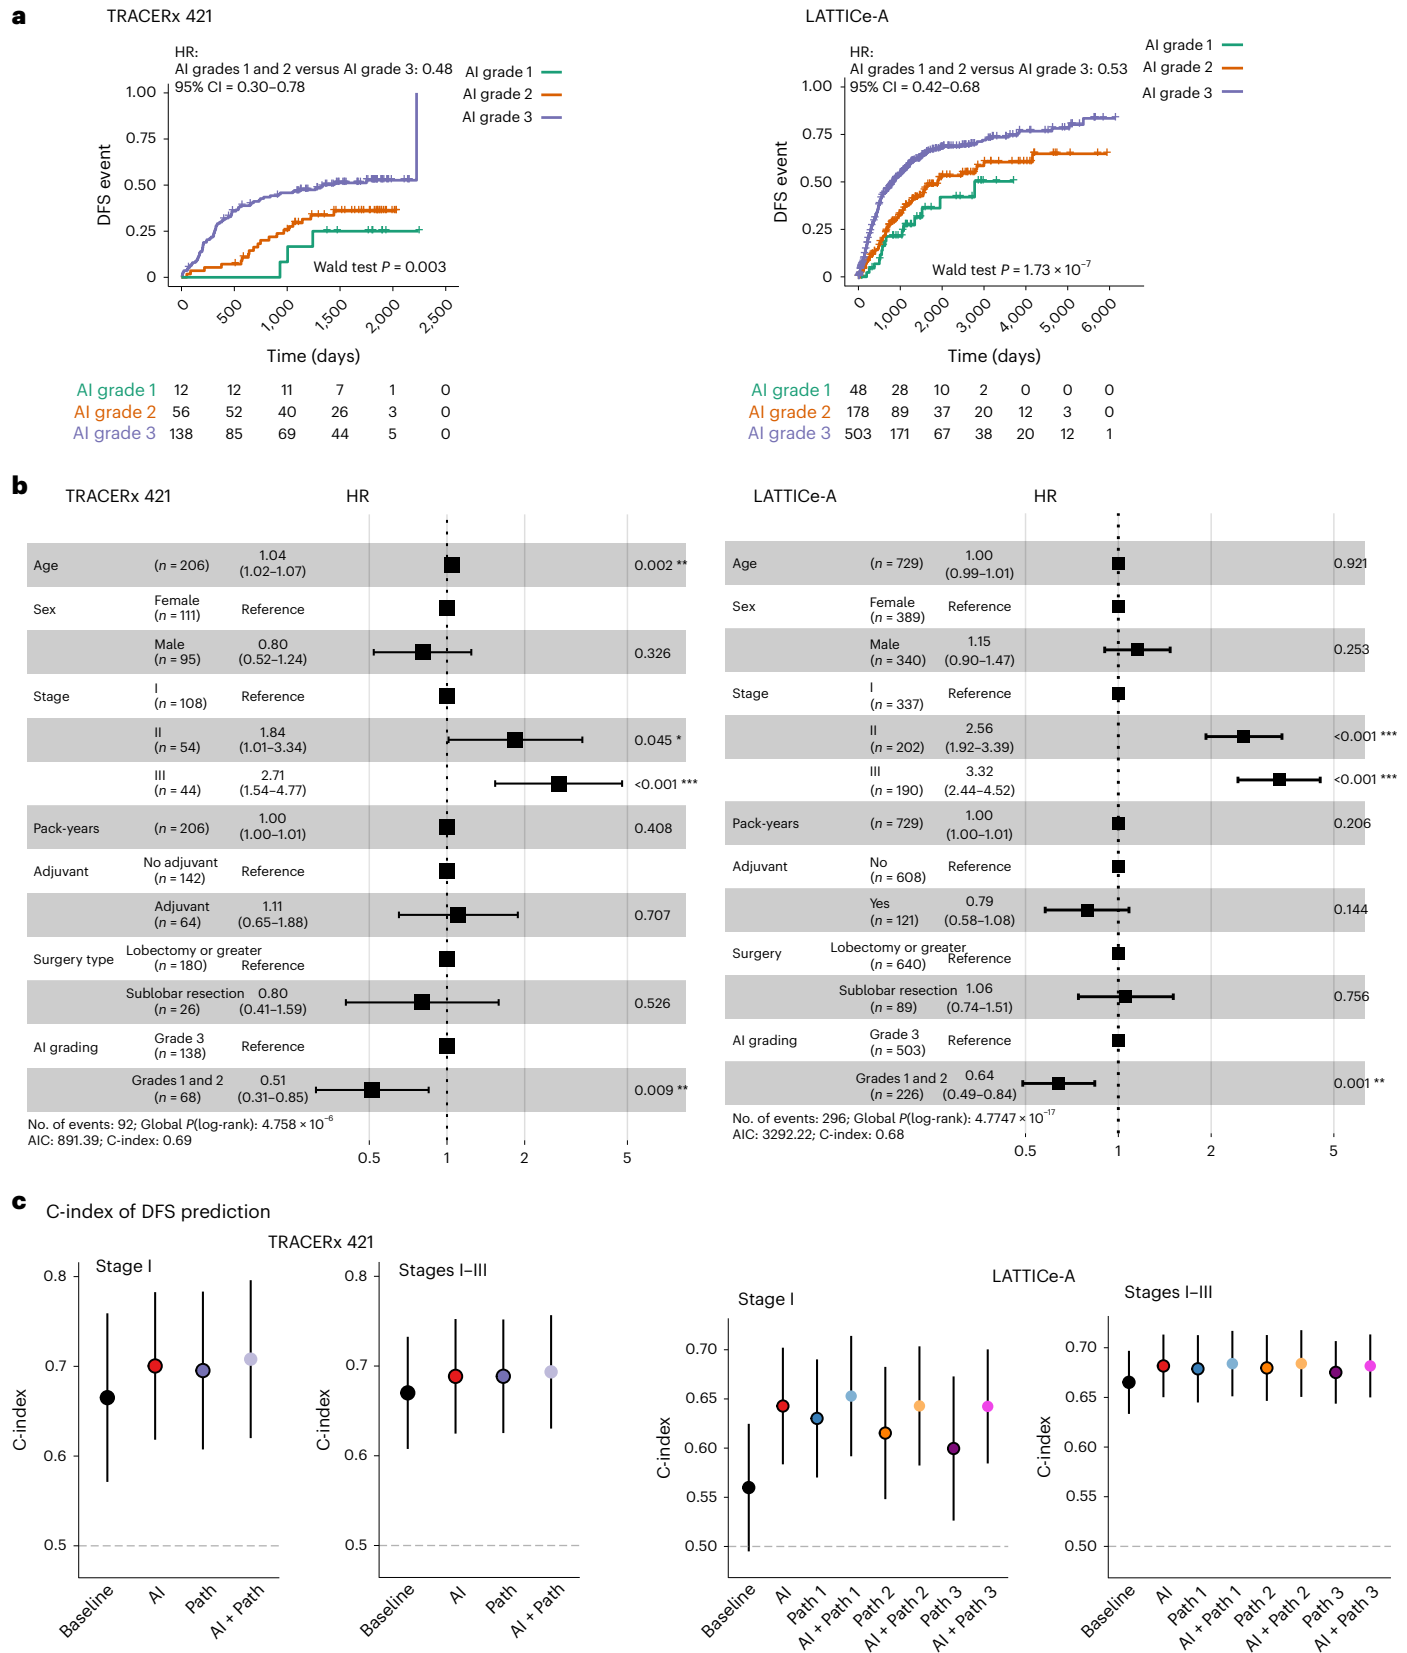 a
TRACERx 421
HR:
AI grades 1 and 2 versus AI grade 3: 0.48
95% CI = 0.30–0.78
AI grade 1
AI grade 2
AI grade 3
1.00
0.75
0.50
0.25
0
DFS event
Wald test P = 0.003
0 500 1,000 1,500 2,000 2,500
Time (days)
AI grade 1 12 12 11 7 1 0
AI grade 2 56 52 40 26 3 0
AI grade 3 138 85 69 44 5 0
LATTICe-A
HR:
AI grades 1 and 2 versus AI grade 3: 0.53
95% CI = 0.42–0.68
AI grade 1
AI grade 2
AI grade 3
1.00
0.75
0.50
0.25
0
DFS event
Wald test P = 1.73 × 10⁻⁷
0 1,000 2,000 3,000 4,000 5,000 6,000
Time (days)
AI grade 1 48 28 10 2 0 0 0
AI grade 2 178 89 37 20 12 3 0
AI grade 3 503 171 67 38 20 12 1
b
TRACERx 421 HR
Age (n = 206) 1.04 (1.02–1.07) 0.002 **
Sex Female (n = 111) Reference
Male (n = 95) 0.80 (0.52–1.24) 0.326
Stage I (n = 108) Reference
II (n = 54) 1.84 (1.01–3.34) 0.045 *
III (n = 44) 2.71 (1.54–4.77) <0.001 ***
Pack-years (n = 206) 1.00 (1.00–1.01) 0.408
Adjuvant No adjuvant (n = 142) Reference
Adjuvant (n = 64) 1.11 (0.65–1.88) 0.707
Surgery type Lobectomy or greater (n = 180) Reference
Sublobar resection (n = 26) 0.80 (0.41–1.59) 0.526
AI grading Grade 3 (n = 138) Reference
Grades 1 and 2 (n = 68) 0.51 (0.31–0.85) 0.009 **
No. of events: 92; Global P(log-rank): 4.758 × 10⁻⁶
AIC: 891.39; C-index: 0.69
0.5 1 2 5
LATTICe-A HR
Age (n = 729) 1.00 (0.99–1.01) 0.921
Sex Female (n = 389) Reference
Male (n = 340) 1.15 (0.90–1.47) 0.253
Stage I (n = 337) Reference
II (n = 202) 2.56 (1.92–3.39) <0.001 ***
III (n = 190) 3.32 (2.44–4.52) <0.001 ***
Pack-years (n = 729) 1.00 (1.00–1.01) 0.206
Adjuvant No (n = 608) Reference
Yes (n = 121) 0.79 (0.58–1.08) 0.144
Surgery Lobectomy or greater (n = 640) Reference
Sublobar resection (n = 89) 1.06 (0.74–1.51) 0.756
AI grading Grade 3 (n = 503) Reference
Grades 1 and 2 (n = 226) 0.64 (0.49–0.84) 0.001 **
No. of events: 296; Global P(log-rank): 4.7747 × 10⁻¹⁷
AIC: 3292.22; C-index: 0.68
0.5 1 2 5
c
C-index of DFS prediction
TRACERx 421
Stage I
0.8
0.7
0.6
0.5
C-index
Baseline AI Path AI + Path
Stages I–III
0.8
0.7
0.6
0.5
C-index
Baseline AI Path AI + Path
LATTICe-A
Stage I
0.70
0.65
0.60
0.55
0.50
C-index
Baseline AI Path 1 AI + Path 1 Path 2 AI + Path 2 Path 3 AI + Path 3
Stages I–III
0.70
0.65
0.60
0.55
0.50
C-index
Baseline AI Path 1 AI + Path 1 Path 2 AI + Path 2 Path 3 AI + Path 3